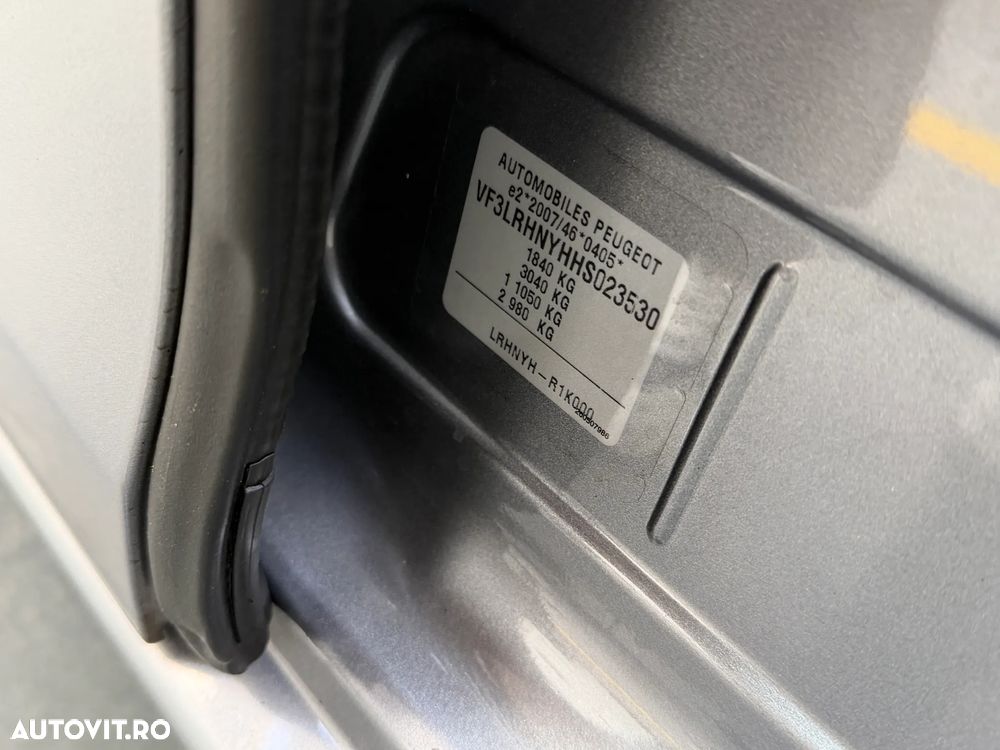 AUTOMOBILES PEUGEOT
e2*2007/46*0405*
VF3LRHNYHHS023530
1840 KG
3040 KG
1 1050 KG
2 980 KG
LRHNYH-R1K000
AUTOVIT.RO